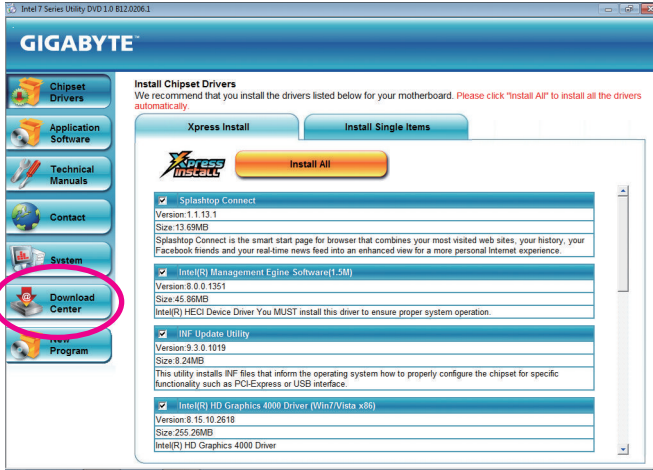 Intel 7 Series Utility DVD 1.0 B12.0206.1
GIGABYTE™
Chipset
Drivers
Application
Software
Technical
Manuals
Contact
System
Download
Center
New
Program
Install Chipset Drivers
We recommend that you install the drivers listed below for your motherboard. Please click "Install All" to install all the drivers
automatically.
Xpress Install
Install Single Items
Xpress
Install
Install All
Splashtop Connect
Version:1.1.13.1
Size:13.69MB
Splashtop Connect is the smart start page for browser that combines your most visited web sites, your history, your
Facebook friends and your real-time news feed into an enhanced view for a more personal Internet experience.
Intel(R) Management Egine Software(1.5M)
Version:8.0.0.1351
Size:45.86MB
Intel(R) HECI Device Driver You MUST install this driver to ensure proper system operation.
INF Update Utility
Version:9.3.0.1019
Size:8.24MB
This utility installs INF files that inform the operating system how to properly configure the chipset for specific
functionality such as PCI-Express or USB interface.
Intel(R) HD Graphics 4000 Driver (Win7/Vista x86)
Version:8.15.10.2618
Size:255.26MB
Intel(R) HD Graphics 4000 Driver